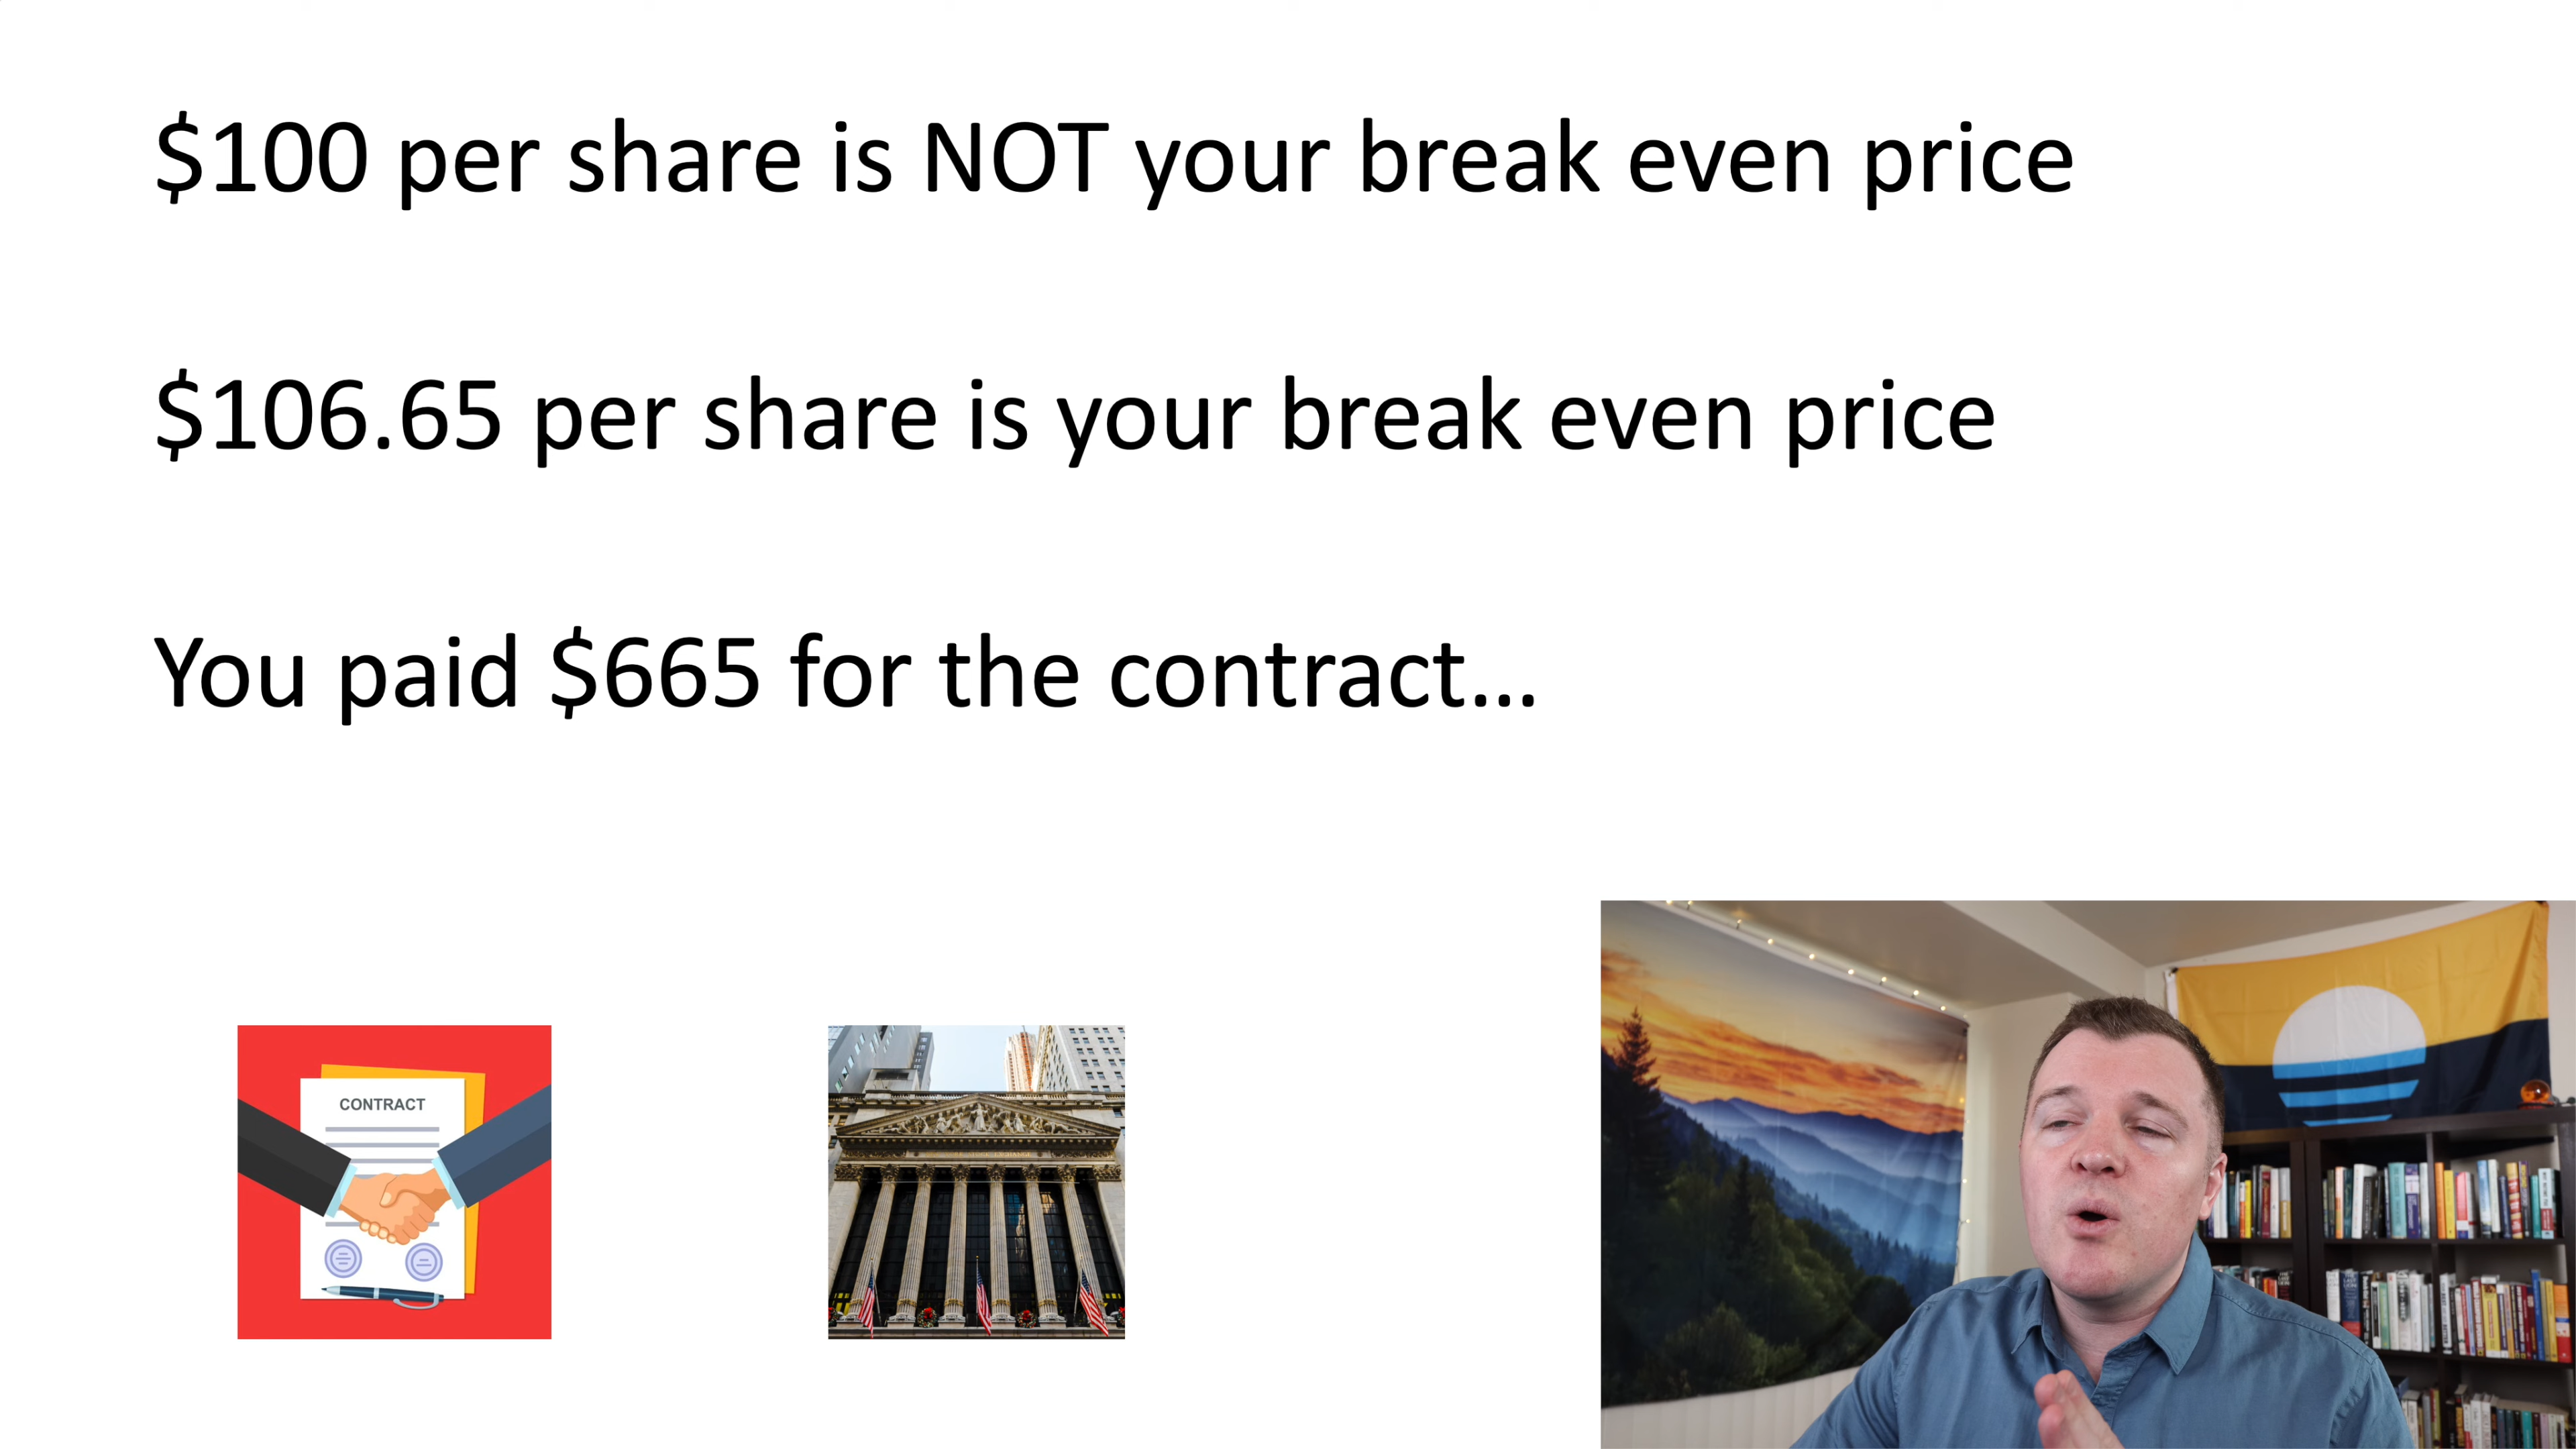 $100 per share is NOT your break even price
$106.65 per share is your break even price
You paid $665 for the contract...
CONTRACT